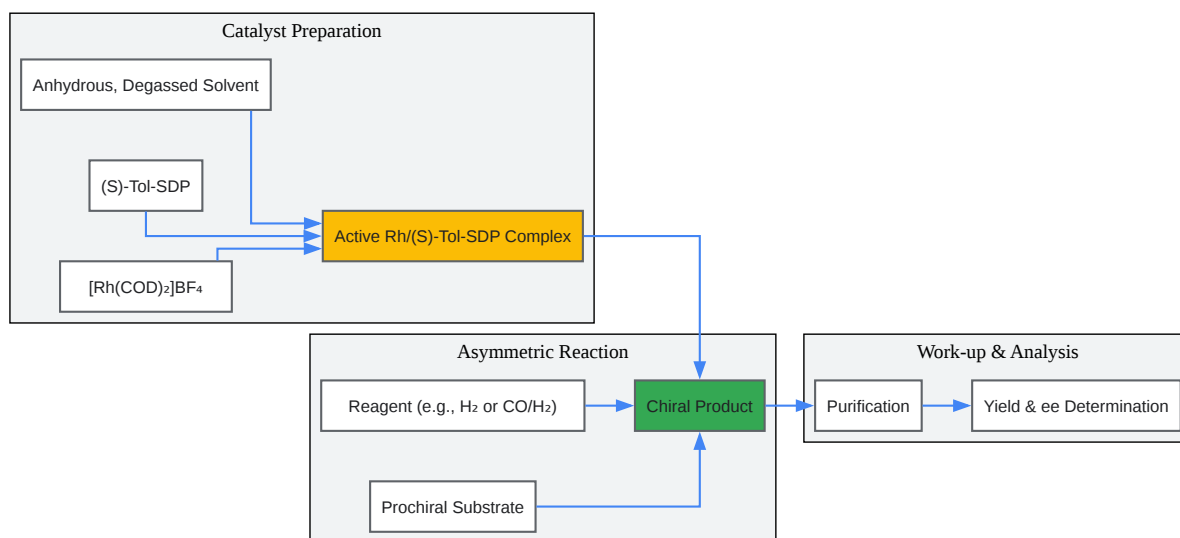 Catalyst Preparation
Anhydrous, Degassed Solvent
(S)-Tol-SDP
Active Rh/(S)-Tol-SDP Complex
[Rh(COD)₂]BF₄
Asymmetric Reaction
Reagent (e.g., H₂ or CO/H₂)
Chiral Product
Prochiral Substrate
Work-up & Analysis
Purification
Yield & ee Determination